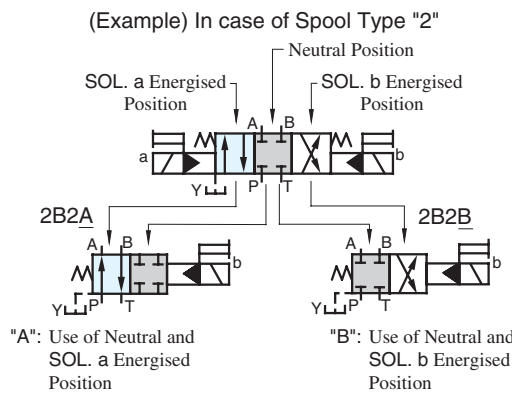 (Example) In case of Spool Type "2"
Neutral Position
SOL. a Energised
Position
SOL. b Energised
Position
A B
a
b
Y
P T
2B2A
2B2B
A B
b
Y
P T
A B
b
Y
P T
"A": Use of Neutral and
SOL. a Energised
Position
"B": Use of Neutral and
SOL. b Energised
Position